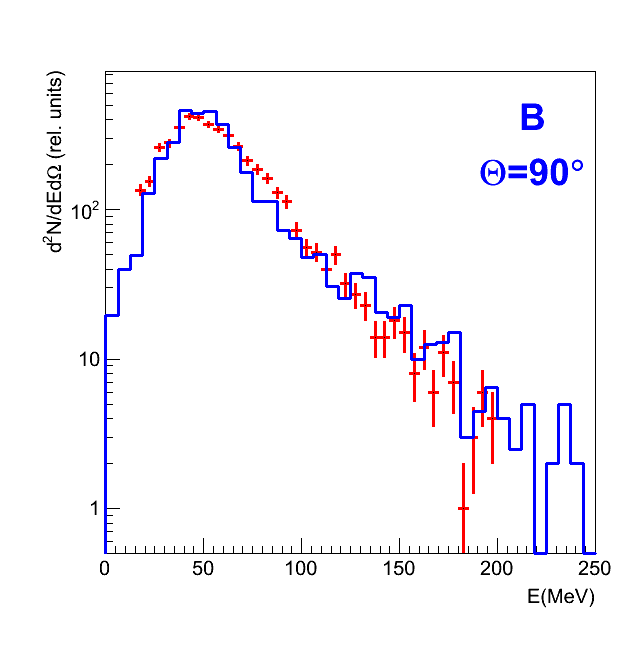 B
Θ=90°
d²N/dEdΩ (rel. units)
10²
10
1
0 50 100 150 200 250
E(MeV)